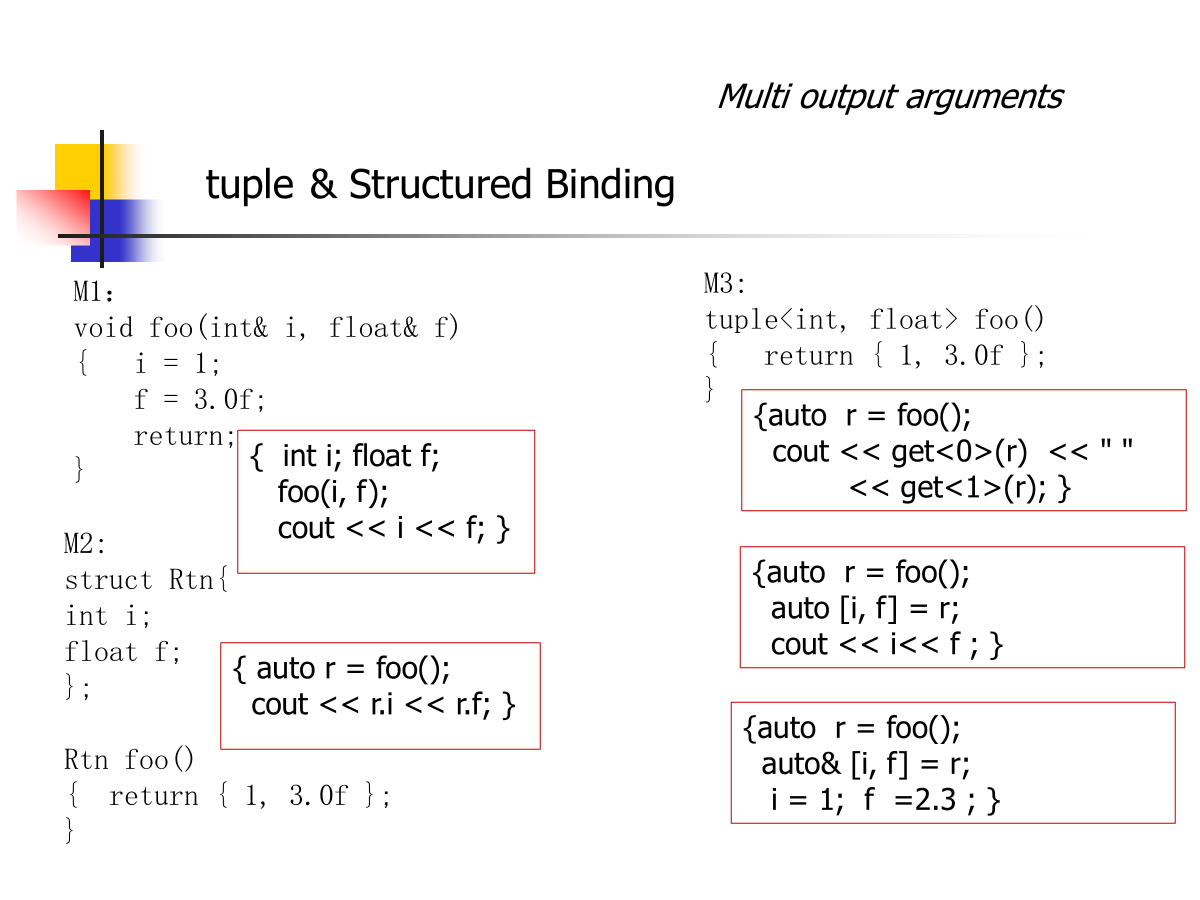 Multi output arguments
tuple & Structured Binding
M1:
void foo(int& i, float& f)
{   i = 1;
    f = 3.0f;
    return;
}
{  int i; float f;
   foo(i, f);
   cout << i << f; }
M2:
struct Rtn{
int i;
float f;
};
{ auto r = foo();
  cout << r.i << r.f; }
Rtn foo()
{  return { 1, 3.0f };
}
M3:
tuple<int, float> foo()
{   return { 1, 3.0f };
}
{auto  r = foo();
  cout << get<0>(r)  << " "
         << get<1>(r); }
{auto  r = foo();
  auto [i, f] = r;
  cout << i<< f ; }
{auto  r = foo();
  auto& [i, f] = r;
   i = 1;  f  =2.3 ; }